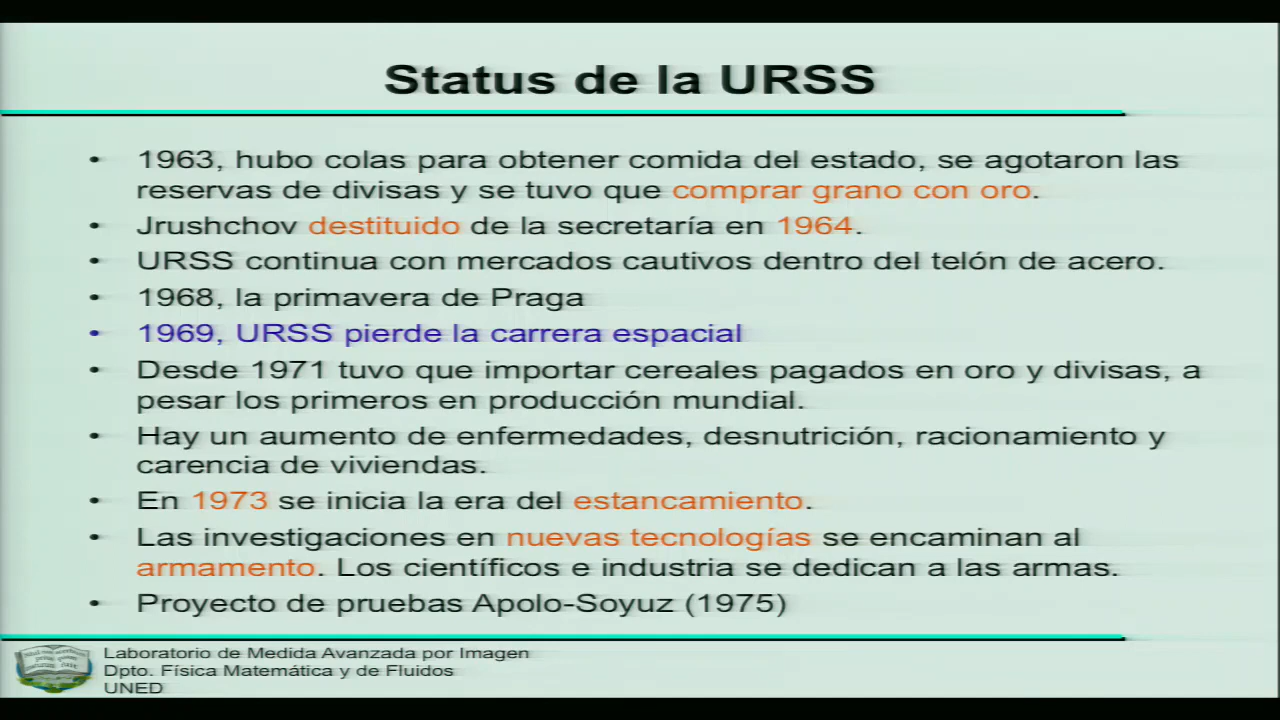 Status de la URSS
• 1963, hubo colas para obtener comida del estado, se agotaron las
reservas de divisas y se tuvo que comprar grano con oro.
• Jrushchov destituido de la secretaría en 1964.
• URSS continua con mercados cautivos dentro del telón de acero.
• 1968, la primavera de Praga
• 1969, URSS pierde la carrera espacial
• Desde 1971 tuvo que importar cereales pagados en oro y divisas, a
pesar los primeros en producción mundial.
• Hay un aumento de enfermedades, desnutrición, racionamiento y
carencia de viviendas.
• En 1973 se inicia la era del estancamiento.
• Las investigaciones en nuevas tecnologías se encaminan al
armamento. Los científicos e industria se dedican a las armas.
• Proyecto de pruebas Apolo-Soyuz (1975)
Laboratorio de Medida Avanzada por Imagen
Dpto. Física Matemática y de Fluidos
UNED